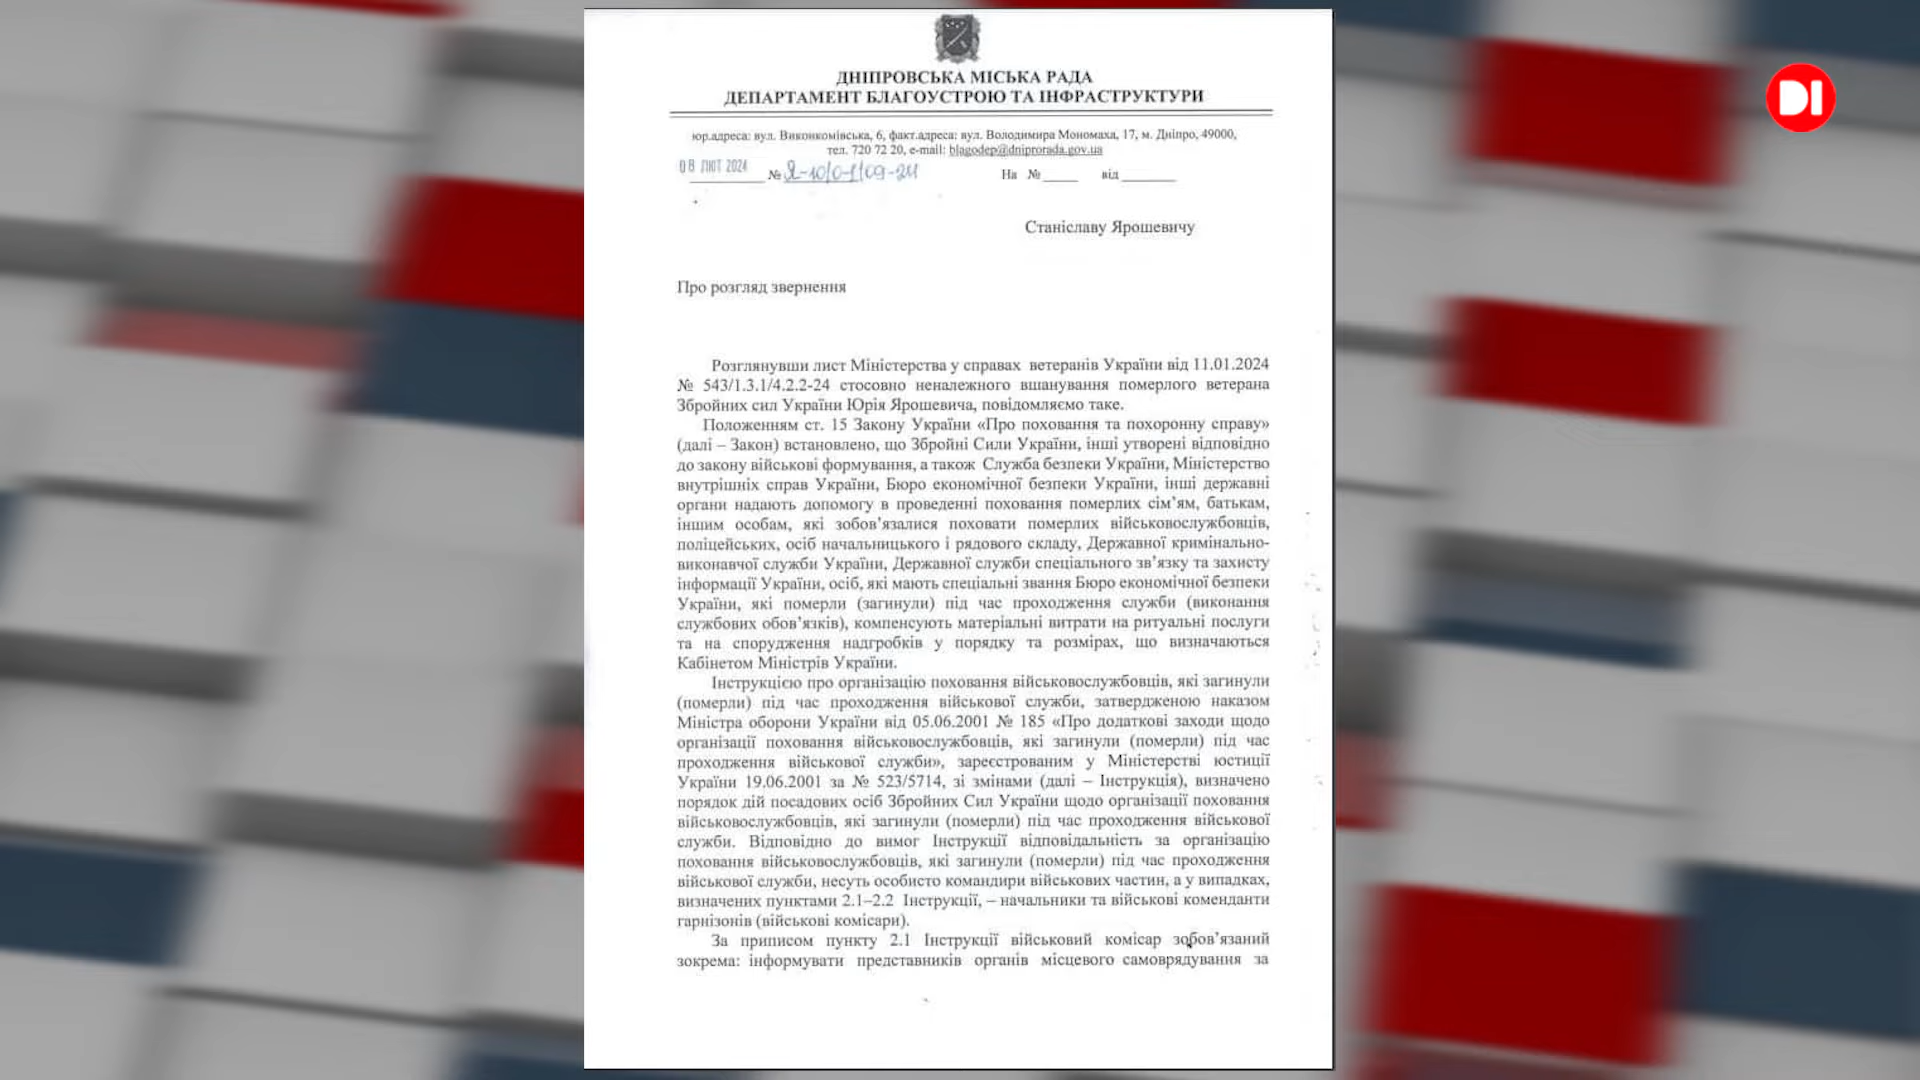 DI
ДНІПРОВСЬКА МІСЬКА РАДА
ДЕПАРТАМЕНТ БЛАГОУСТРОЮ ТА ІНФРАСТРУКТУРИ
юр.адреса: вул. Виконкомівська, 6, факт.адреса: вул. Володимира Мономаха, 17, м. Дніпро, 49000,
тел. 720 72 20, e-mail: blagodep@dniprorada.gov.ua
08 ЛЮТ 2024 № На № _____ від ________
Станіславу Ярошевичу
Про розгляд звернення
Розглянувши лист Міністерства у справах ветеранів України від 11.01.2024
№ 543/1.3.1/4.2.2-24 стосовно неналежного вшанування померлого ветерана
Збройних сил України Юрія Ярошевича, повідомляємо таке.
Положенням ст. 15 Закону України «Про поховання та похоронну справу»
(далі – Закон) встановлено, що Збройні Сили України, інші утворені відповідно
до закону військові формування, а також Служба безпеки України, Міністерство
внутрішніх справ України, Бюро економічної безпеки України, інші державні
органи надають допомогу в проведенні поховання померлих сім’ям, батькам,
іншим особам, які зобов’язалися поховати померлих військовослужбовців,
поліцейських, осіб начальницького і рядового складу, Державної кримінально-
виконавчої служби України, Державної служби спеціального зв’язку та захисту
інформації України, осіб, які мають спеціальні звання Бюро економічної безпеки
України, які померли (загинули) під час проходження служби (виконання
службових обов’язків), компенсують матеріальні витрати на ритуальні послуги
та на спорудження надгробків у порядку та розмірах, що визначаються
Кабінетом Міністрів України.
Інструкцією про організацію поховання військовослужбовців, які загинули
(померли) під час проходження військової служби, затвердженою наказом
Міністра оборони України від 05.06.2001 № 185 «Про додаткові заходи щодо
організації поховання військовослужбовців, які загинули (померли) під час
проходження військової служби», зареєстрованим у Міністерстві юстиції
України 19.06.2001 за № 523/5714, зі змінами (далі – Інструкція), визначено
порядок дій посадових осіб Збройних Сил України щодо організації поховання
військовослужбовців, які загинули (померли) під час проходження військової
служби. Відповідно до вимог Інструкції відповідальність за організацію
поховання військовослужбовців, які загинули (померли) під час проходження
військової служби, несуть особисто командири військових частин, а у випадках,
визначених пунктами 2.1–2.2 Інструкції, – начальники та військові коменданти
гарнізонів (військові комісари).
За приписом пункту 2.1 Інструкції військовий комісар зобов’язаний
зокрема: інформувати представників органів місцевого самоврядування за